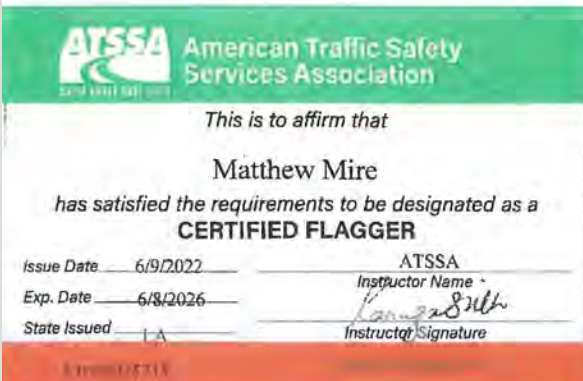 ATSSA
American Traffic Safety
Services Association
This is to affirm that
Matthew Mire
has satisfied the requirements to be designated as a
CERTIFIED FLAGGER
Issue Date 6/9/2022 ATSSA
Instructor Name
Exp. Date 6/8/2026
State Issued LA Instructor Signature